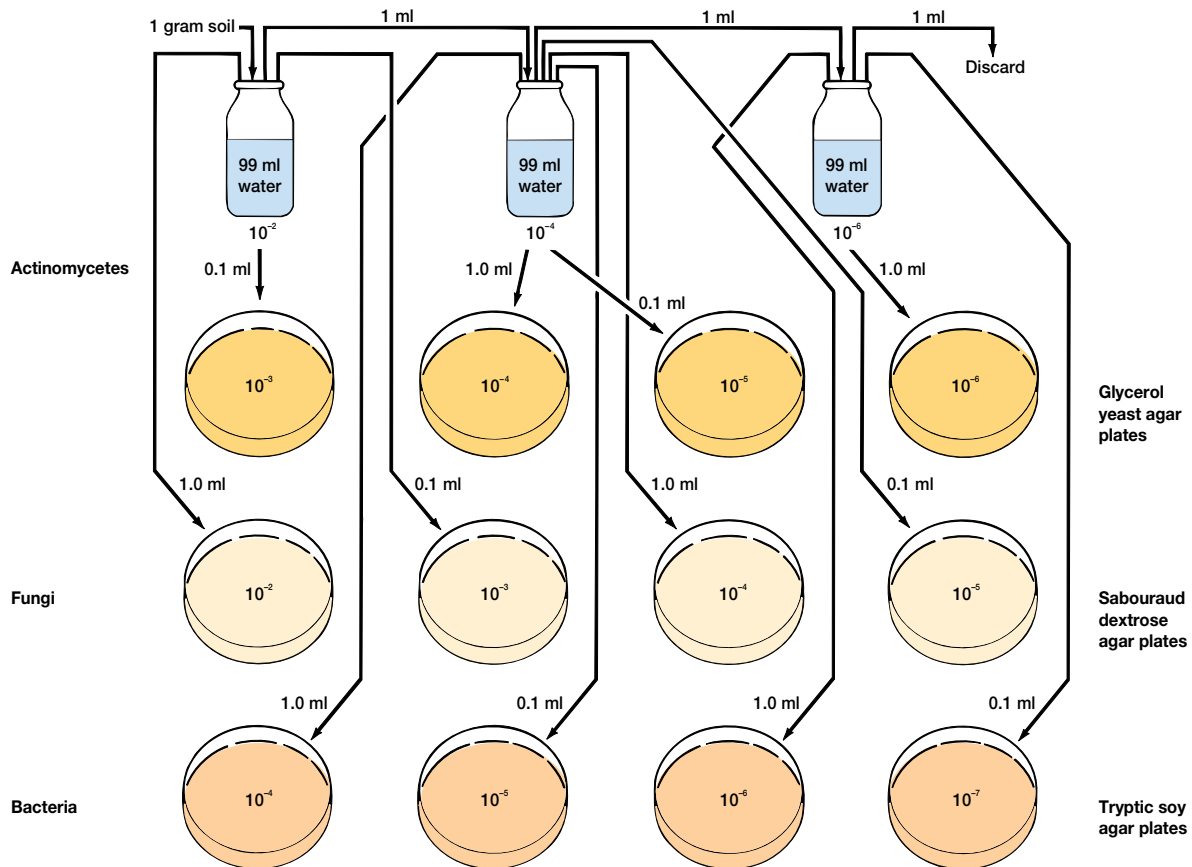 1 gram soil
1 ml
1 ml
1 ml
Discard
99 ml
water
99 ml
water
99 ml
water
10⁻²
10⁻⁴
10⁻⁶
Actinomycetes
0.1 ml
1.0 ml
0.1 ml
1.0 ml
10⁻³
10⁻⁴
10⁻⁵
10⁻⁶
Glycerol
yeast agar
plates
1.0 ml
0.1 ml
1.0 ml
0.1 ml
Fungi
10⁻²
10⁻³
10⁻⁴
10⁻⁵
Sabouraud
dextrose
agar plates
1.0 ml
0.1 ml
1.0 ml
0.1 ml
Bacteria
10⁻⁴
10⁻⁵
10⁻⁶
10⁻⁷
Tryptic soy
agar plates